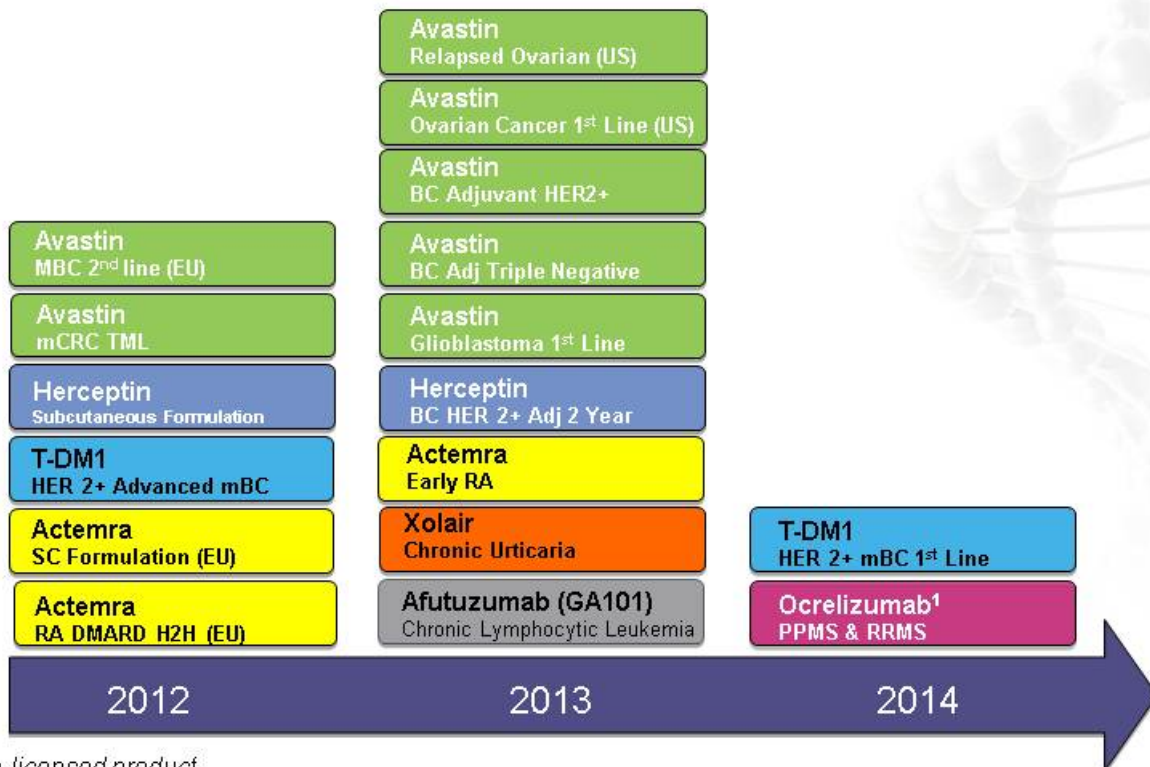 Avastin
Relapsed Ovarian (US)
Avastin
Ovarian Cancer 1st Line (US)
Avastin
BC Adjuvant HER2+
Avastin
MBC 2nd line (EU)
Avastin
BC Adj Triple Negative
Avastin
mCRC TML
Avastin
Glioblastoma 1st Line
Herceptin
Subcutaneous Formulation
Herceptin
BC HER 2+ Adj 2 Year
T-DM1
HER 2+ Advanced mBC
Actemra
Early RA
Actemra
SC Formulation (EU)
Xolair
Chronic Urticaria
T-DM1
HER 2+ mBC 1st Line
Actemra
RA DMARD H2H (EU)
Afutuzumab (GA101)
Chronic Lymphocytic Leukemia
Ocrelizumab1
PPMS & RRMS
2012
2013
2014
licensed product